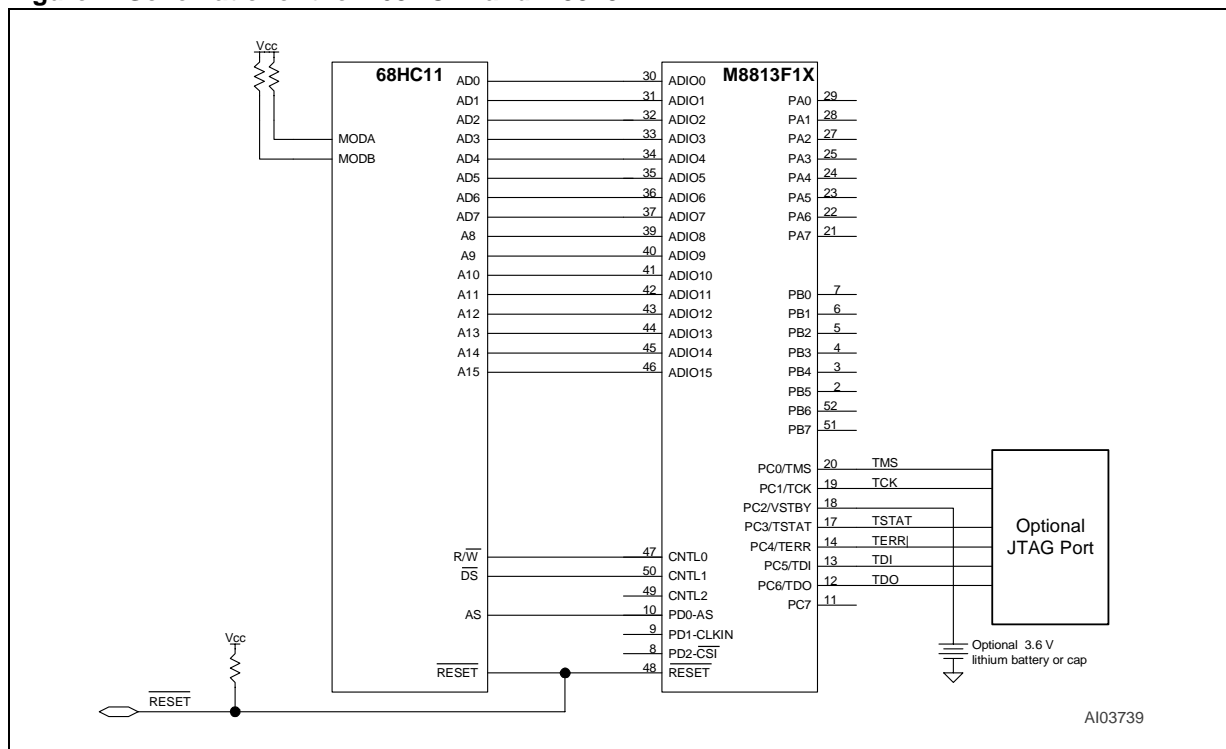 Vcc
68HC11
MODA
MODB
AD0
AD1
AD2
AD3
AD4
AD5
AD6
AD7
A8
A9
A10
A11
A12
A13
A14
A15
R/W
DS
AS
RESET
30
31
32
33
34
35
36
37
39
40
41
42
43
44
45
46
47
50
49
10
9
8
48
M8813F1X
ADIO0
ADIO1
ADIO2
ADIO3
ADIO4
ADIO5
ADIO6
ADIO7
ADIO8
ADIO9
ADIO10
ADIO11
ADIO12
ADIO13
ADIO14
ADIO15
CNTL0
CNTL1
CNTL2
PD0-AS
PD1-CLKIN
PD2-CSI
RESET
PA0 29
PA1 28
PA2 27
PA3 25
PA4 24
PA5 23
PA6 22
PA7 21
PB0 7
PB1 6
PB2 5
PB3 4
PB4 3
PB5 2
PB6 52
PB7 51
PC0/TMS 20 TMS
PC1/TCK 19 TCK
PC2/VSTBY 18
PC3/TSTAT 17 TSTAT
PC4/TERR 14 TERR|
PC5/TDI 13 TDI
PC6/TDO 12 TDO
PC7 11
Optional
JTAG Port
Optional 3.6 V
lithium battery or cap
Vcc
RESET
AI03739